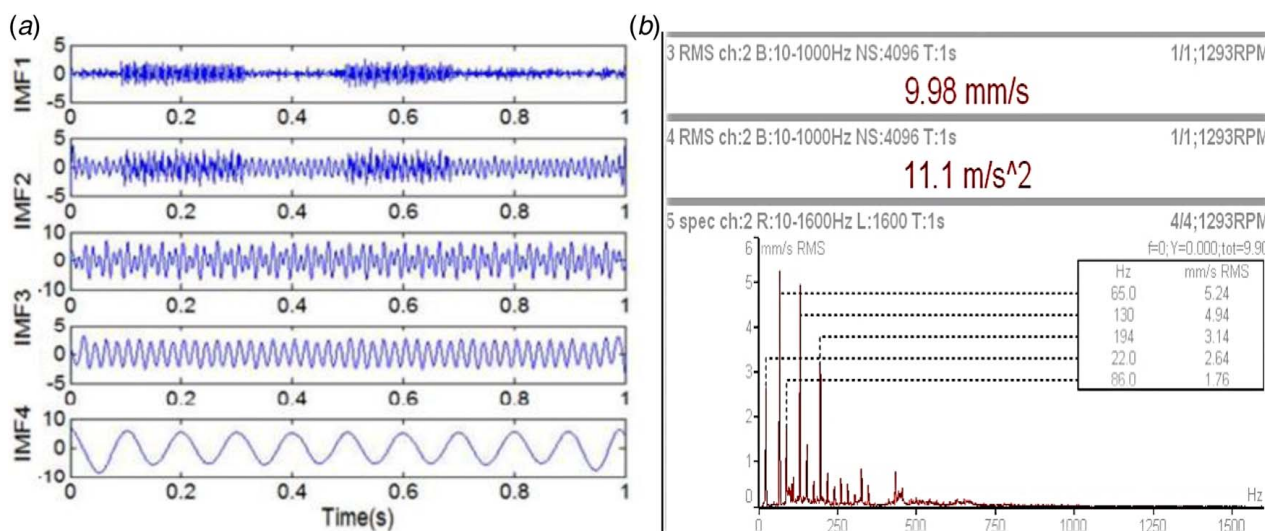 (a)
5
0
-5
IMF1
0 0.2 0.4 0.6 0.8 1
5
0
-5
IMF2
0 0.2 0.4 0.6 0.8 1
10
0
-10
0 0.2 0.4 0.6 0.8 1
IMF3
5
0
-5
0 0.2 0.4 0.6 0.8 1
10
0
-10
IMF4
0 0.2 0.4 0.6 0.8 1
Time(s)
(b)
3 RMS ch:2 B:10-1000Hz NS:4096 T:1s 1/1;1293RPM
9.98 mm/s
4 RMS ch:2 B:10-1000Hz NS:4096 T:1s 1/1;1293RPM
11.1 m/s^2
5 spec ch:2 R:10-1600Hz L:1600 T:1s 4/4;1293RPM
6 mm/s RMS f=0;Y=0.000;tot=9.90
Hz mm/s RMS
65.0 5.24
130 4.94
194 3.14
22.0 2.64
86.0 1.76
5
4
3
2
1
0
Hz
0 250 500 750 1000 1250 1500